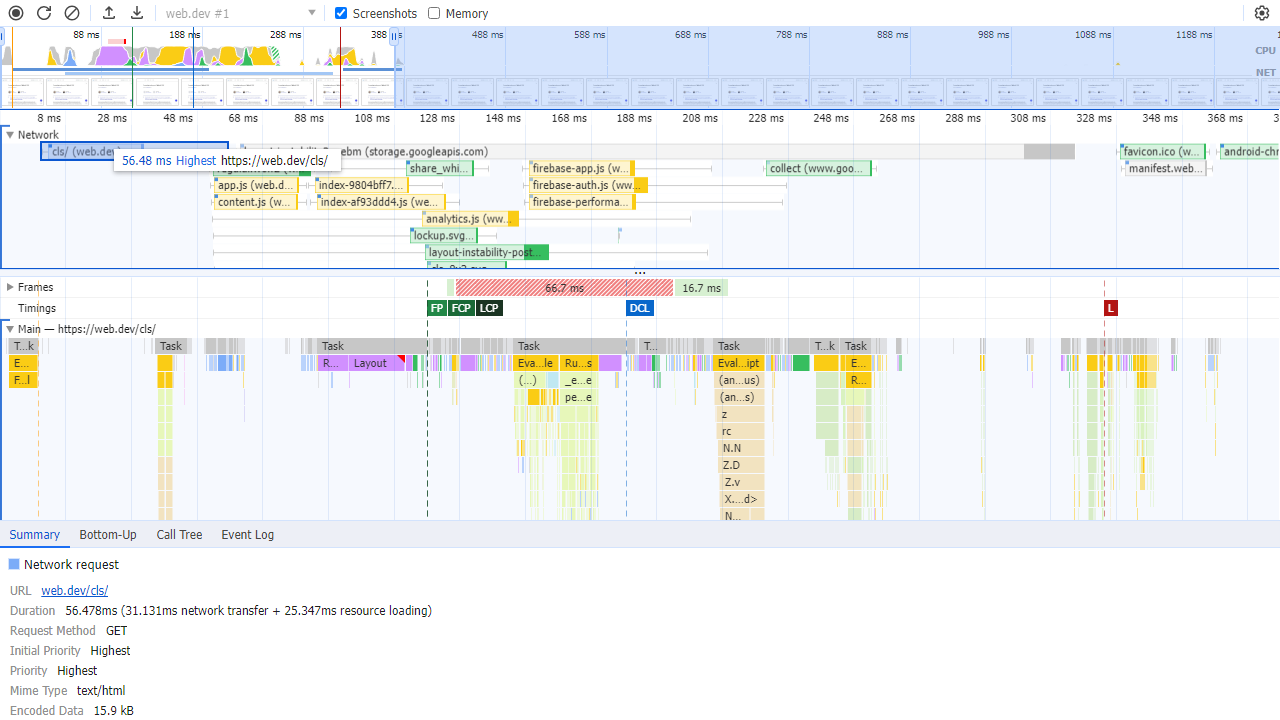 web.dev #1 Screenshots Memory
88 ms 188 ms 288 ms 388 488 ms 588 ms 688 ms 788 ms 888 ms 988 ms 1088 ms 1188 ms
CPU
NET
8 ms 28 ms 48 ms 68 ms 88 ms 108 ms 128 ms 148 ms 168 ms 188 ms 208 ms 228 ms 248 ms 268 ms 288 ms 308 ms 328 ms 348 ms 368 ms
Network
cls/ (web.dev) (storage.googleapis.com) favicon.ico (w... android-chr
56.48 ms Highest https://web.dev/cls/
share_whi... firebase-app.js (w... collect (www.goo... manifest.web...
app.js (web.d... index-9804bff7.... firebase-auth.js (ww...
content.js (w... index-af93ddd4.js (we... firebase-performa...
analytics.js (ww...
lockup.svg...
layout-instability-post...
...
Frames 66.7 ms 16.7 ms
Timings FP FCP LCP DCL L
Main — https://web.dev/cls/
T...k Task Task Task T... Task T...k Task
E... R... Layout Eva...le Ru...s Eval...ipt E...
F...l (...) _e...e (an...us) R...
pe...e (an...s)
z
rc
N.N
Z.D
Z.v
X....d>
N...
Summary Bottom-Up Call Tree Event Log
Network request
URL web.dev/cls/
Duration 56.478ms (31.131ms network transfer + 25.347ms resource loading)
Request Method GET
Initial Priority Highest
Priority Highest
Mime Type text/html
Encoded Data 15.9 kB